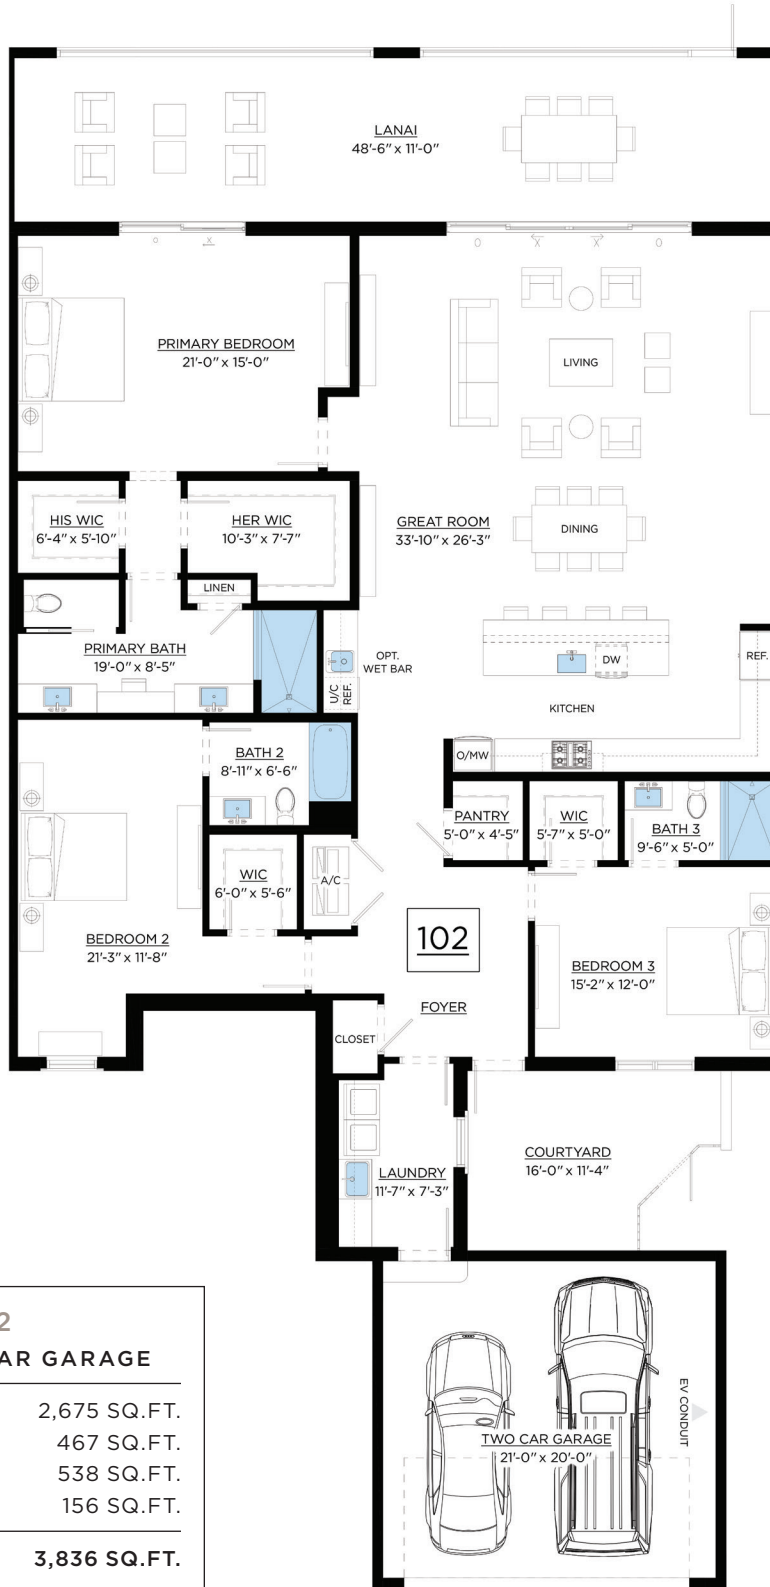 LANAI
48'-6" x 11'-0"
O
X
O
X
X
O
PRIMARY BEDROOM
21'-0" x 15'-0"
LIVING
HIS WIC
6'-4" x 5'-10"
HER WIC
10'-3" x 7'-7"
GREAT ROOM
33'-10" x 26'-3"
DINING
LINEN
PRIMARY BATH
19'-0" x 8'-5"
OPT.
WET BAR
U/C
REF.
DW
REF.
KITCHEN
O/MW
BATH 2
8'-11" x 6'-6"
PANTRY
5'-0" x 4'-5"
WIC
5'-7" x 5'-0"
BATH 3
9'-6" x 5'-0"
WIC
6'-0" x 5'-6"
A/C
BEDROOM 2
21'-3" x 11'-8"
102
BEDROOM 3
15'-2" x 12'-0"
FOYER
CLOSET
COURTYARD
16'-0" x 11'-4"
LAUNDRY
11'-7" x 7'-3"
EV CONDUIT
TWO CAR GARAGE
21'-0" x 20'-0"
2
AR GARAGE
2,675 SQ.FT.
467 SQ.FT.
538 SQ.FT.
156 SQ.FT.
3,836 SQ.FT.